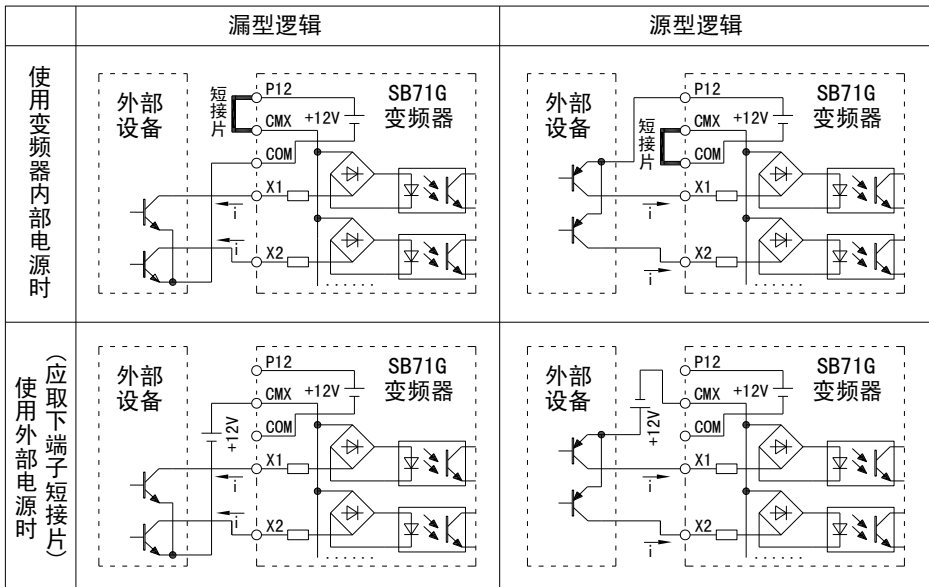 漏型逻辑
源型逻辑
使用变频器内部电源时
外部
设备
短接片
P12
+12V
CMX
COM
X1
i
X2
i
SB71G
变频器
......
外部
设备
P12
短接片
CMX
+12V
COM
X1
i
X2
i
SB71G
变频器
......
使用外部电源时
(应取下端子短接片)
外部
设备
+12V
P12
CMX
+12V
COM
X1
i
X2
i
SB71G
变频器
......
外部
设备
+12V
P12
CMX
+12V
COM
X1
i
X2
i
SB71G
变频器
......